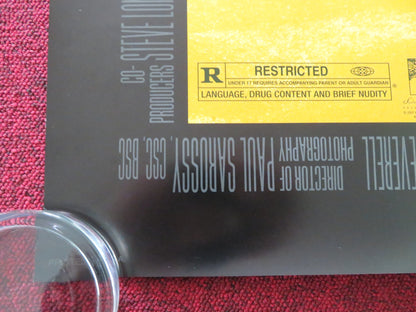 CO-
PRODUCERS STEVE
R RESTRICTED
UNDER 17 REQUIRES ACCOMPANYING PARENT OR ADULT GUARDIAN
LANGUAGE, DRUG CONTENT AND BRIEF NUDITY
EVERELL
DIRECTOR OF
PHOTOGRAPHY PAUL SAROSSY, CSC, BSC